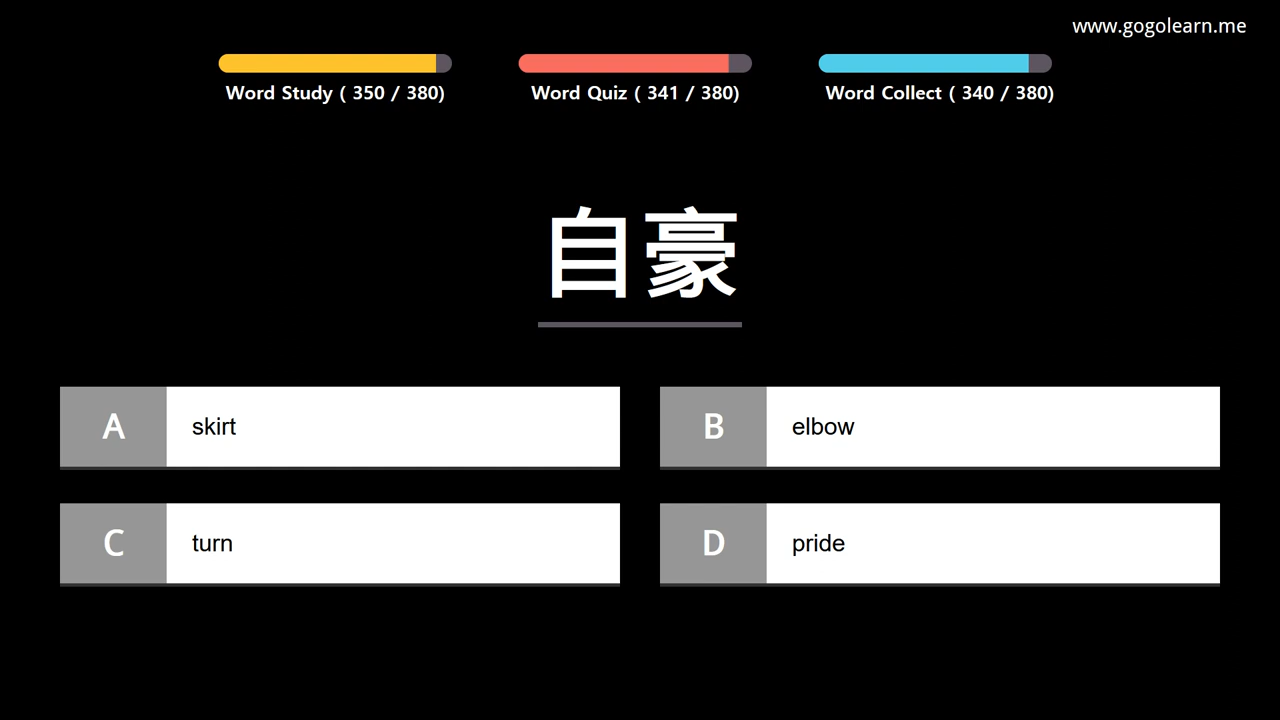 www.gogolearn.me
Word Study ( 350 / 380)
Word Quiz ( 341 / 380)
Word Collect ( 340 / 380)
自豪
A skirt
B elbow
C turn
D pride